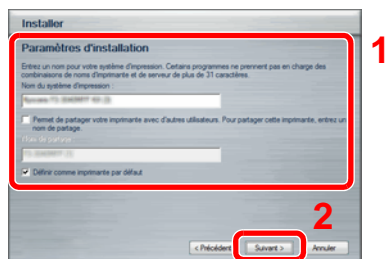 Installer
Paramètres d'installation
1
Entrez un nom pour votre système d'impression. Certains programmes ne prennent pas en charge des
combinaisons de noms d'imprimante et de serveur de plus de 31 caractères.
Nom du système d'impression :
Permet de partager votre imprimante avec d'autres utilisateurs. Pour partager cette imprimante, entrez un
nom de partage.
Nom de partage :
Définir comme imprimante par défaut
2
< Précédent
Suivant >
Annuler